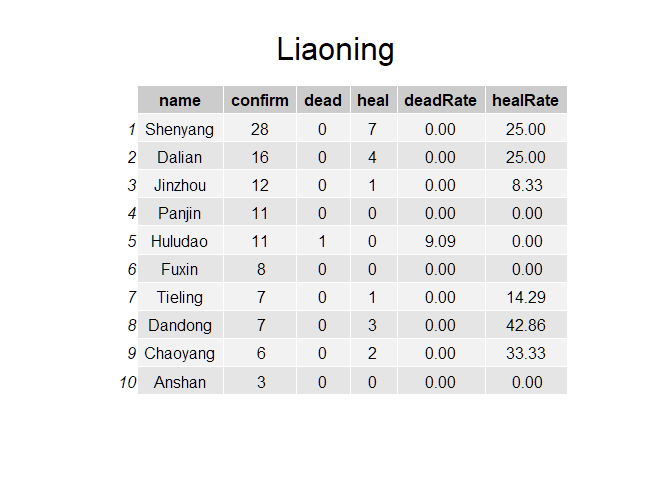 Liaoning
name confirm dead heal deadRate healRate
1 Shenyang 28 0 7 0.00 25.00
2 Dalian 16 0 4 0.00 25.00
3 Jinzhou 12 0 1 0.00 8.33
4 Panjin 11 0 0 0.00 0.00
5 Huludao 11 1 0 9.09 0.00
6 Fuxin 8 0 0 0.00 0.00
7 Tieling 7 0 1 0.00 14.29
8 Dandong 7 0 3 0.00 42.86
9 Chaoyang 6 0 2 0.00 33.33
10 Anshan 3 0 0 0.00 0.00